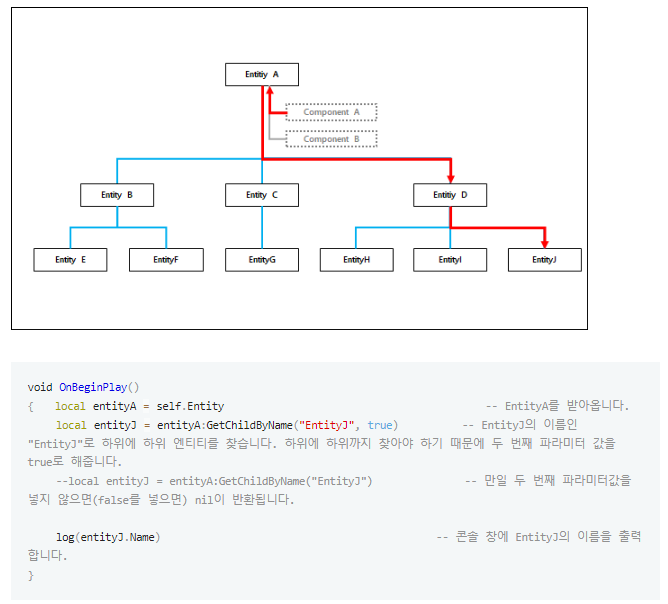 Entitiy A
Component A
Component B
Entity B
Entity C
Entitiy D
Entity E
EntityF
EntityG
EntityH
EntityI
EntityJ
void OnBeginPlay()
{ local entityA = self.Entity -- EntityA를 받아옵니다.
local entityJ = entityA:GetChildByName("EntityJ", true) -- EntityJ의 이름인
"EntityJ"로 하위에 하위 엔티티를 찾습니다. 하위에 하위까지 찾아야 하기 때문에 두 번째 파라미터 값을
true로 해줍니다.
--local entityJ = entityA:GetChildByName("EntityJ") -- 만일 두 번째 파라미터값을
넣지 않으면(false를 넣으면) nil이 반환됩니다.
log(entityJ.Name) -- 콘솔 창에 EntityJ의 이름을 출력
합니다.
}